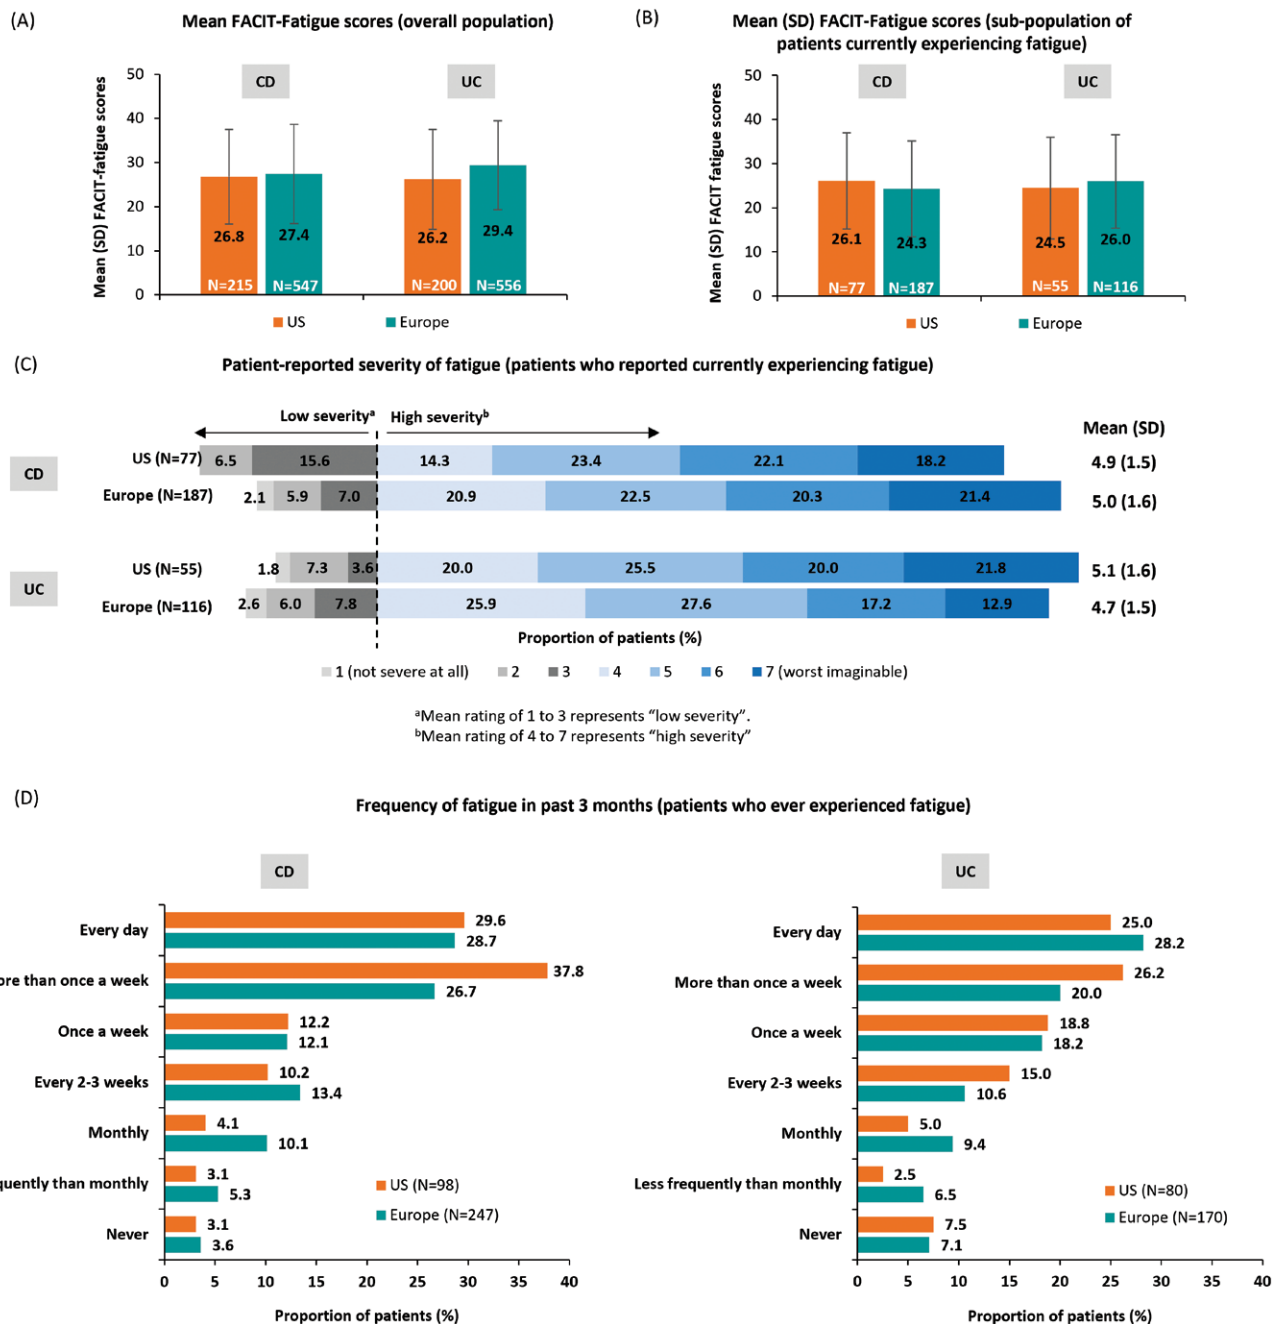 (A)
Mean FACIT-Fatigue scores (overall population)
CD
UC
Mean (SD) FACIT-fatigue scores
50
40
30
20
10
0
26.8
27.4
26.2
29.4
N=215
N=547
N=200
N=556
US
Europe
(B)
Mean (SD) FACIT-Fatigue scores (sub-population of
patients currently experiencing fatigue)
CD
UC
Mean (SD) FACIT fatigue scores
50
40
30
20
10
0
26.1
24.3
24.5
26.0
N=77
N=187
N=55
N=116
US
Europe
(C)
Patient-reported severity of fatigue (patients who reported currently experiencing fatigue)
Low severityᵃ
High severityᵇ
Mean (SD)
CD
US (N=77)
6.5
15.6
14.3
23.4
22.1
18.2
4.9 (1.5)
Europe (N=187)
2.1
5.9
7.0
20.9
22.5
20.3
21.4
5.0 (1.6)
UC
US (N=55)
1.8
7.3
3.6
20.0
25.5
20.0
21.8
5.1 (1.6)
Europe (N=116)
2.6
6.0
7.8
25.9
27.6
17.2
12.9
4.7 (1.5)
Proportion of patients (%)
1 (not severe at all)
2
3
4
5
6
7 (worst imaginable)
ᵃMean rating of 1 to 3 represents “low severity”.
ᵇMean rating of 4 to 7 represents “high severity”
(D)
Frequency of fatigue in past 3 months (patients who ever experienced fatigue)
CD
Every day
29.6
28.7
ore than once a week
37.8
26.7
Once a week
12.2
12.1
Every 2-3 weeks
10.2
13.4
Monthly
4.1
10.1
quently than monthly
3.1
5.3
Never
3.1
3.6
US (N=98)
Europe (N=247)
0
5
10
15
20
25
30
35
40
Proportion of patients (%)
UC
Every day
25.0
28.2
More than once a week
26.2
20.0
Once a week
18.8
18.2
Every 2-3 weeks
15.0
10.6
Monthly
5.0
9.4
Less frequently than monthly
2.5
6.5
Never
7.5
7.1
US (N=80)
Europe (N=170)
0
5
10
15
20
25
30
35
40
Proportion of patients (%)